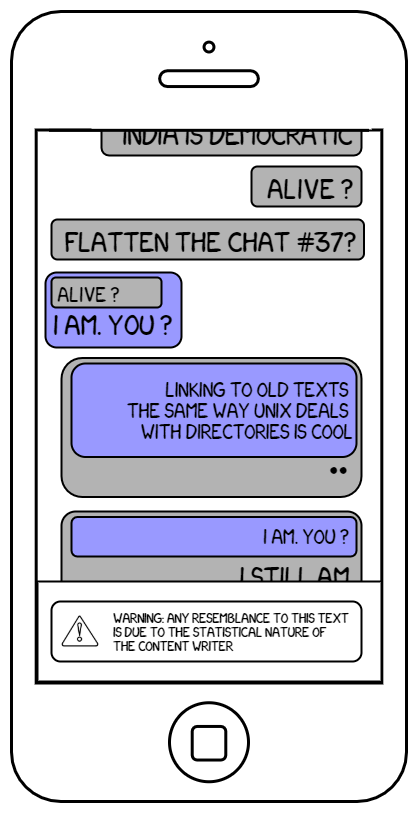 INDIA IS DEMOCRATIC
ALIVE ?
FLATTEN THE CHAT #37?
ALIVE ?
I AM. YOU ?
LINKING TO OLD TEXTS
THE SAME WAY UNIX DEALS
WITH DIRECTORIES IS COOL
••
I AM. YOU ?
I STILL AM
WARNING: ANY RESEMBLANCE TO THIS TEXT
IS DUE TO THE STATISTICAL NATURE OF
THE CONTENT WRITER